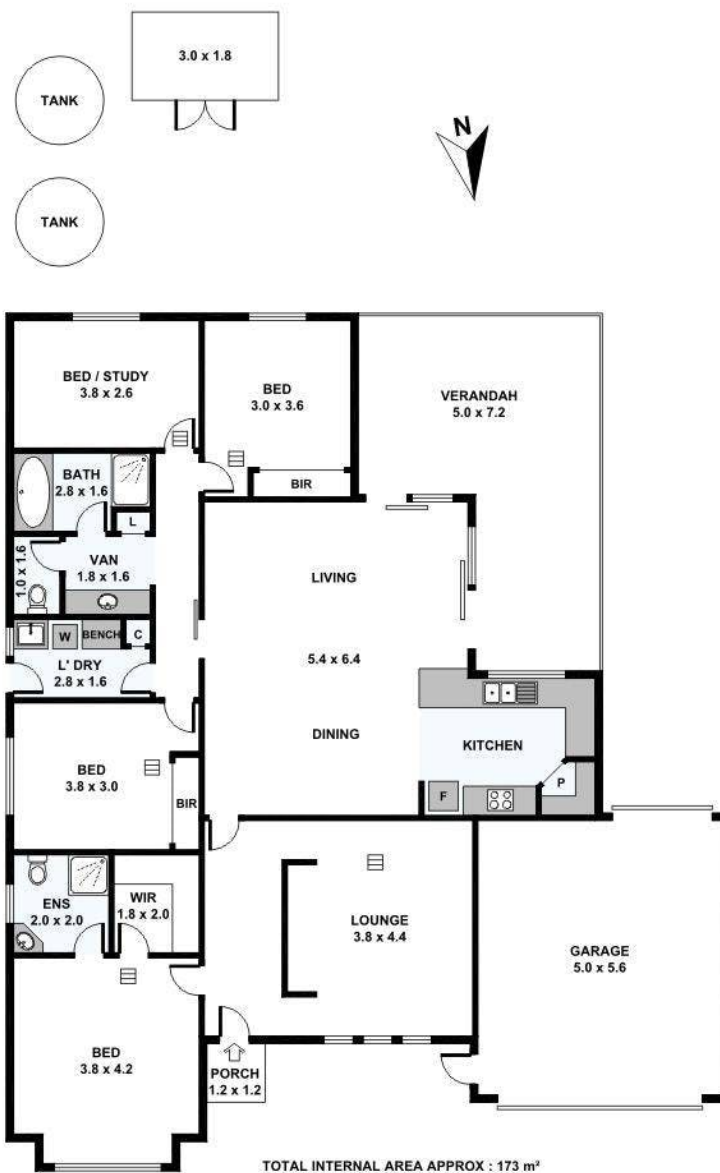 3.0 x 1.8
TANK
N
TANK
BED / STUDY
3.8 x 2.6
BED
3.0 x 3.6
BIR
VERANDAH
5.0 x 7.2
BATH
2.8 x 1.6
L
1.0 x 1.6
VAN
1.8 x 1.6
W
BENCH
C
L' DRY
2.8 x 1.6
LIVING
5.4 x 6.4
DINING
KITCHEN
F
P
BED
3.8 x 3.0
BIR
ENS
2.0 x 2.0
WIR
1.8 x 2.0
LOUNGE
3.8 x 4.4
GARAGE
5.0 x 5.6
BED
3.8 x 4.2
PORCH
1.2 x 1.2
TOTAL INTERNAL AREA APPROX : 173 m²